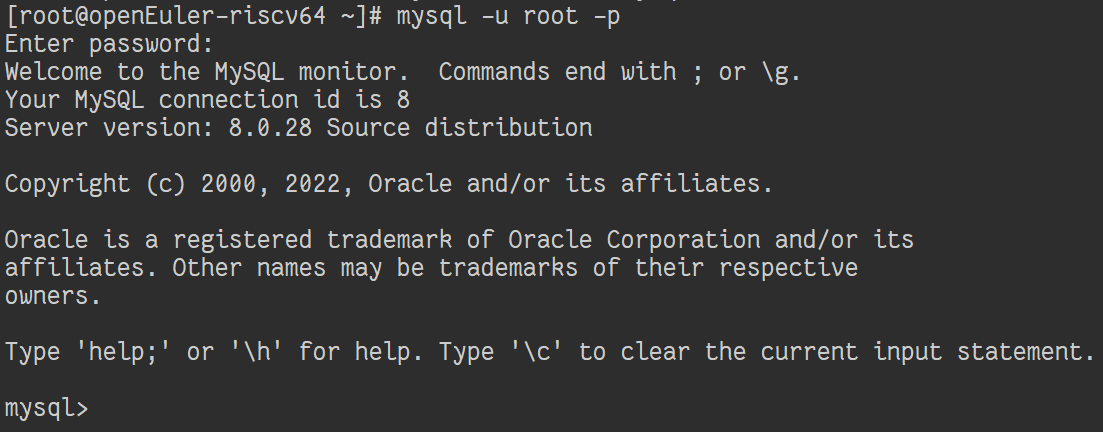 [root@openEuler-riscv64 ~]# mysql -u root -p
Enter password:
Welcome to the MySQL monitor.  Commands end with ; or \g.
Your MySQL connection id is 8
Server version: 8.0.28 Source distribution

Copyright (c) 2000, 2022, Oracle and/or its affiliates.

Oracle is a registered trademark of Oracle Corporation and/or its
affiliates. Other names may be trademarks of their respective
owners.

Type 'help;' or '\h' for help. Type '\c' to clear the current input statement.

mysql>